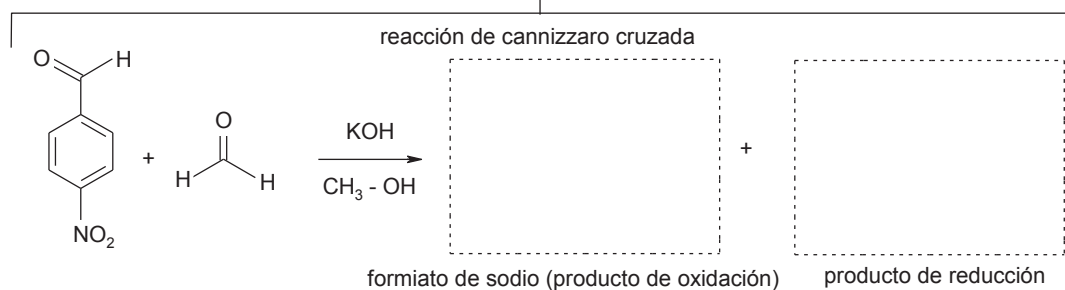 reacción de cannizzaro cruzada
O H
O
H H
NO2
+
KOH
CH3 - OH
+
formiato de sodio (producto de oxidación)
producto de reducción